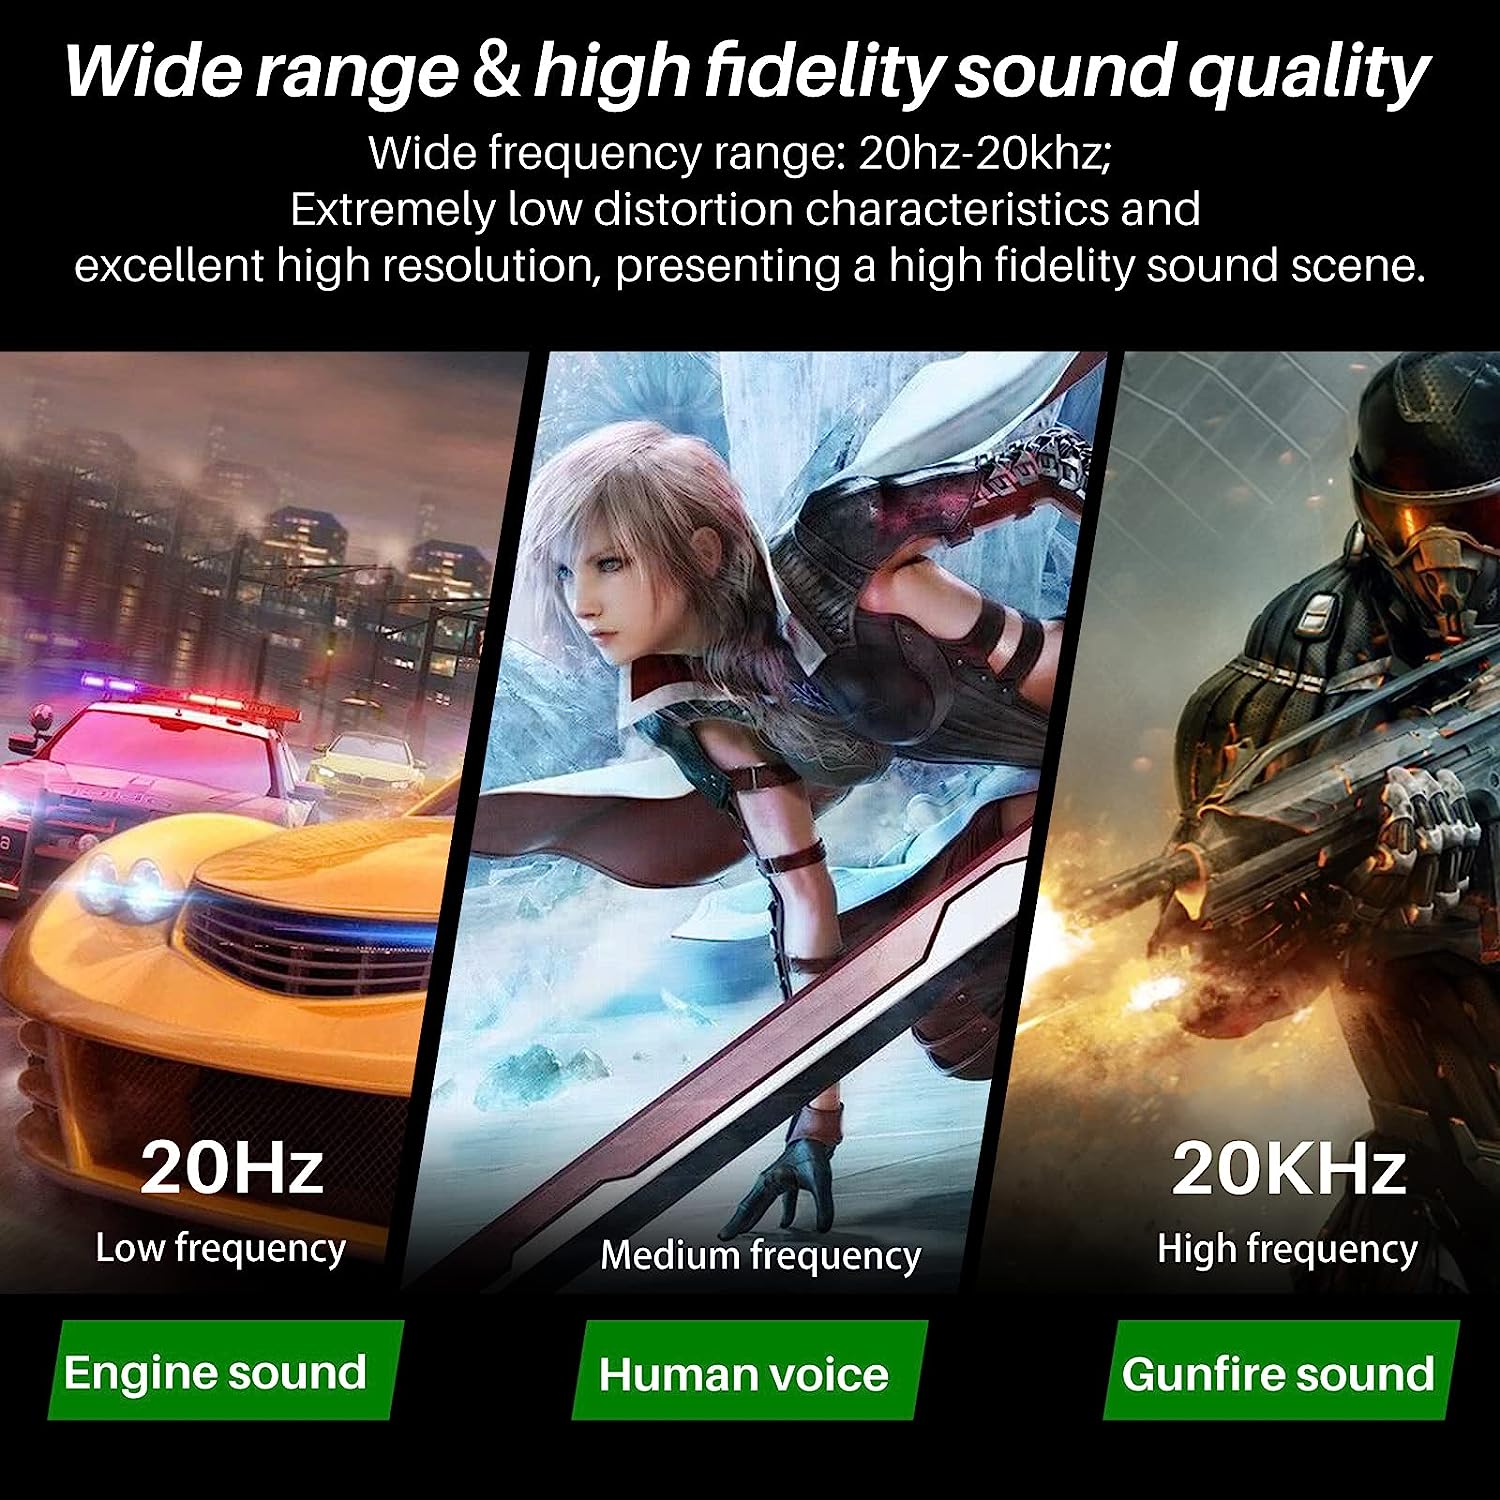 Wide range & high fidelity sound quality
Wide frequency range: 20hz-20khz;
Extremely low distortion characteristics and
excellent high resolution, presenting a high fidelity sound scene.
20Hz
Low frequency
Medium frequency
20KHz
High frequency
Engine sound
Human voice
Gunfire sound